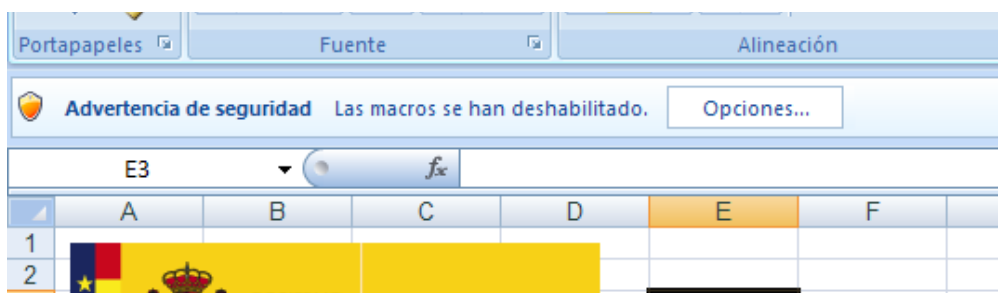 Portapapeles Fuente Alineación
Advertencia de seguridad Las macros se han deshabilitado. Opciones...
E3 fx
A B C D E F
1
2